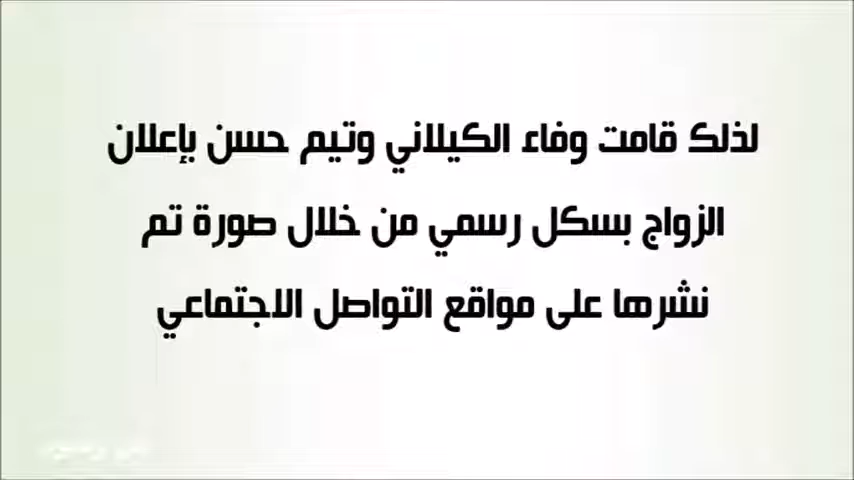 لذلك قامت وفاء الكيلاني وتيم حسن بإعلان
الزواج بسكل رسمي من خلال صورة تم
نشرها على مواقع التواصل الاجتماعي